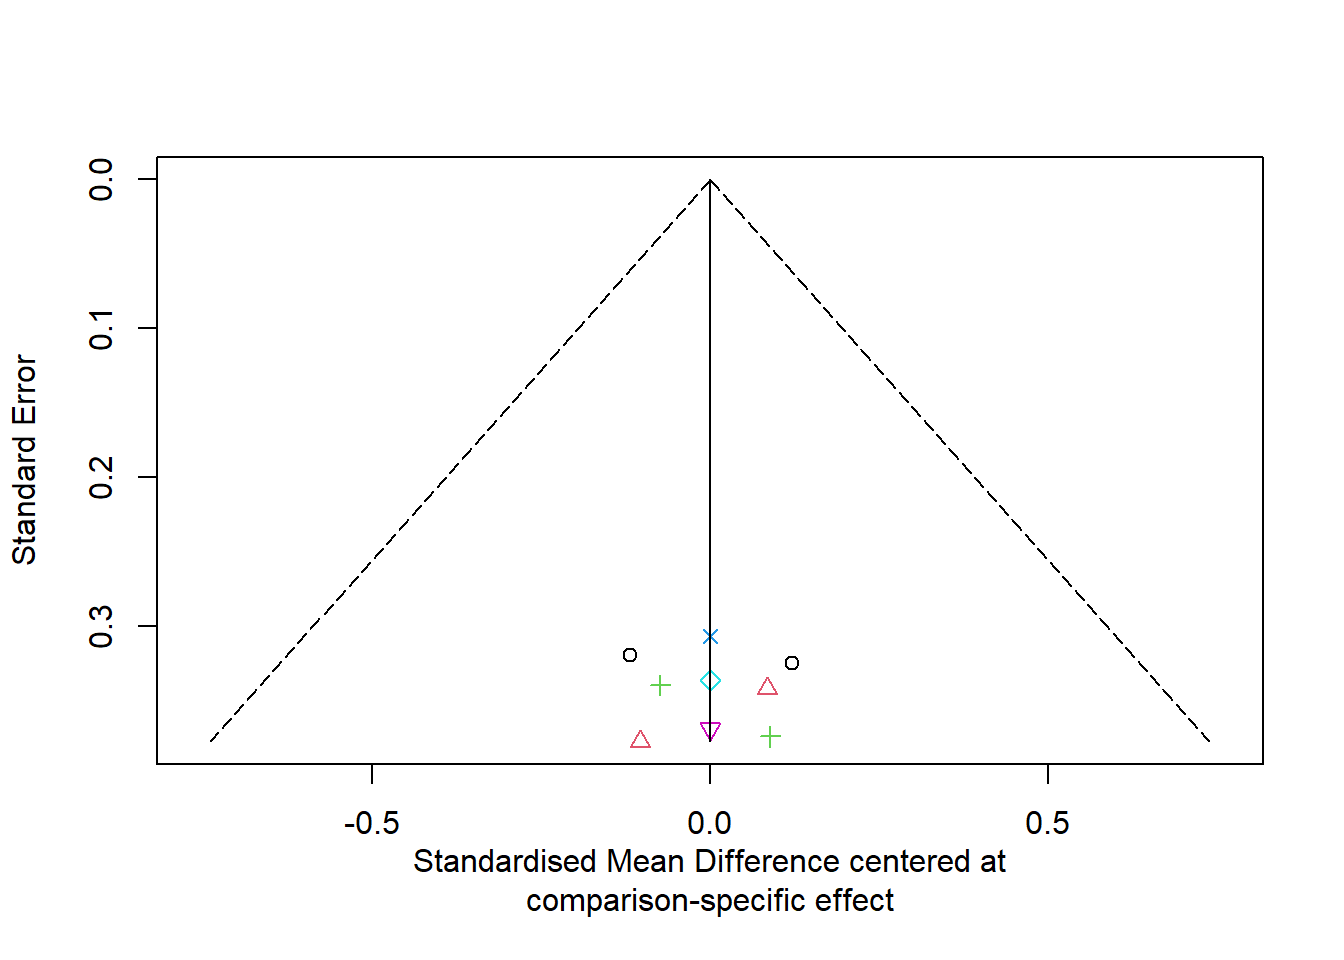 0.0
0.1
0.2
0.3
Standard Error
-0.5
0.0
0.5
Standardised Mean Difference centered at
comparison-specific effect